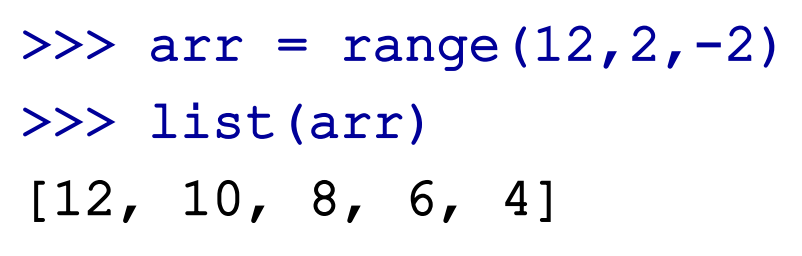 >>> arr = range(12,2,-2)
>>> list(arr)
[12, 10, 8, 6, 4]